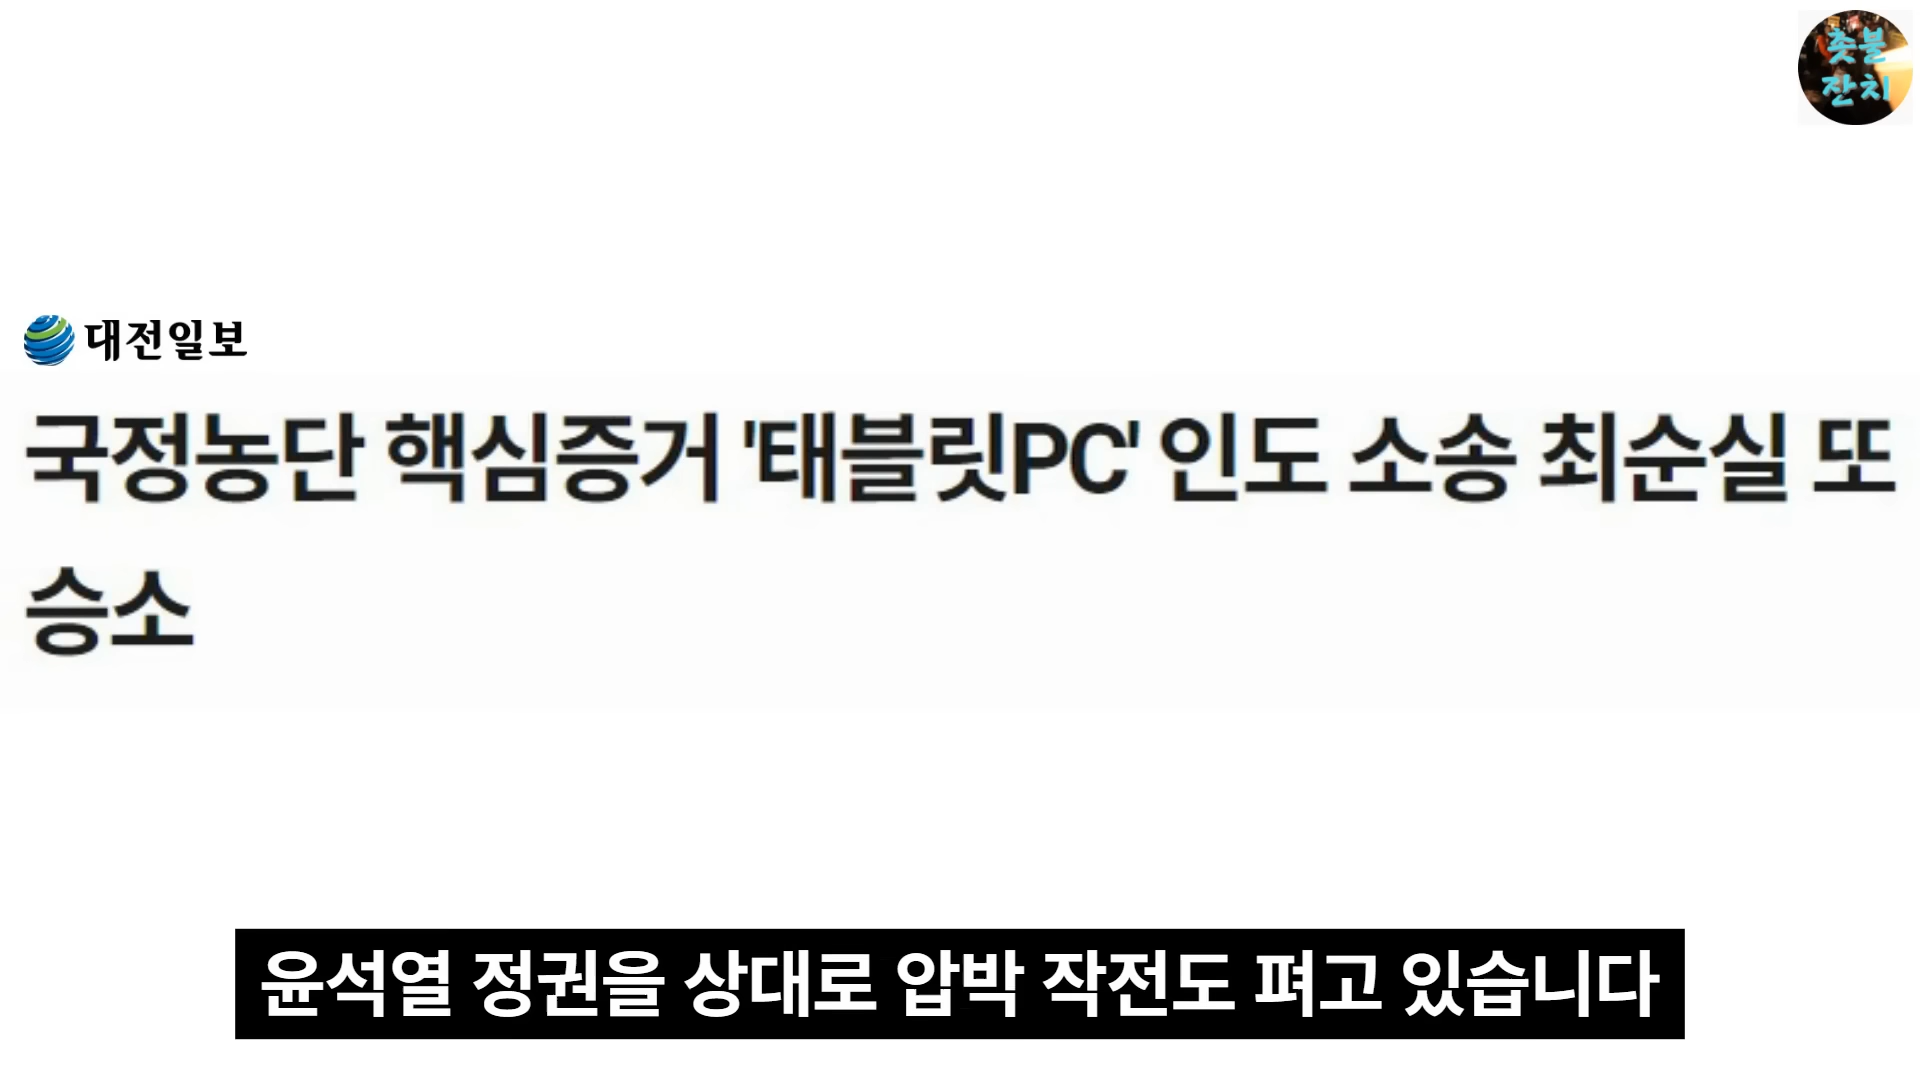 촛불
잔치
대전일보
국정농단 핵심증거 '태블릿PC' 인도 소송 최순실 또
승소
윤석열 정권을 상대로 압박 작전도 펴고 있습니다